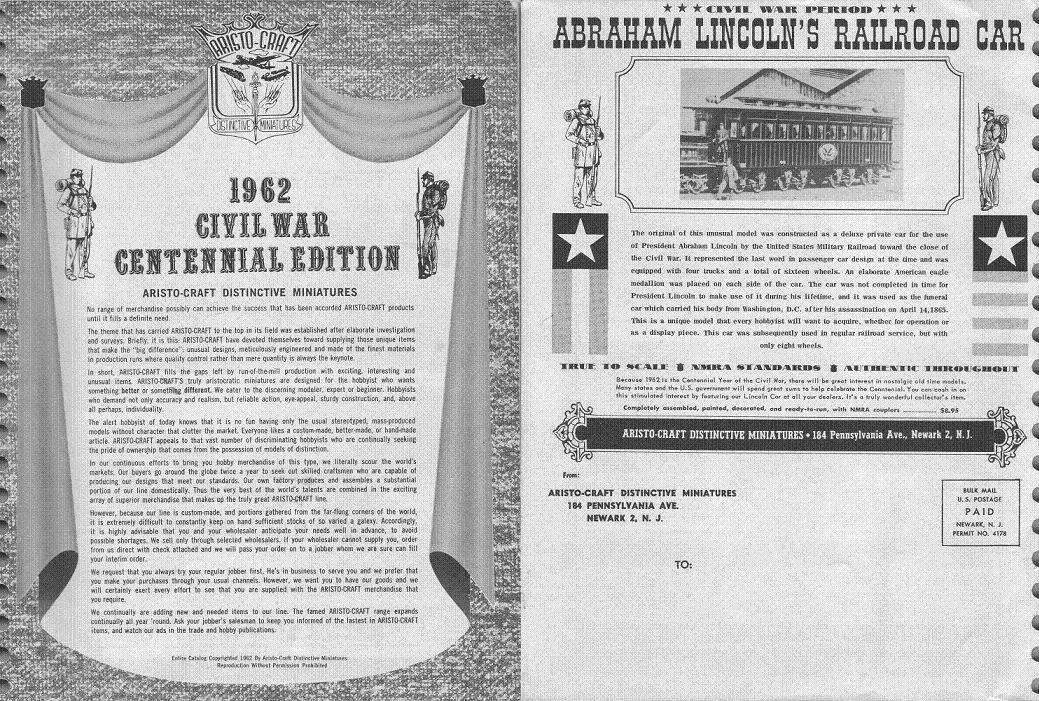 ARISTO-CRAFT
DISTINCTIVE MINIATURES
1962
CIVIL WAR
CENTENNIAL EDITION
ARISTO-CRAFT DISTINCTIVE MINIATURES
No range of merchandise possibly can achieve the success that has been accorded ARISTO-CRAFT products
until it fills a definite need.
The theme that has carried ARISTO-CRAFT to the top in its field was established after elaborate investigation
and surveys. Briefly, it is this: ARISTO-CRAFT have devoted themselves toward supplying those unique items
that make the "big difference": unusual designs, meticulously engineered and made of the finest materials
in production runs where quality control rather than mere quantity is always the keynote.
In short, ARISTO-CRAFT fills the gaps left by run-of-the-mill production with exciting, interesting and
unusual items. ARISTO-CRAFT'S truly aristocratic miniatures are designed for the hobbyist who wants
something better or something different. We cater to the discerning modeler, expert or beginner. Hobbyists
who demand not only accuracy and realism, but reliable action, eye-appeal, sturdy construction, and, above
all perhaps, individuality.
The alert hobbyist of today knows that it is no fun having only the usual stereotyped, mass-produced
models without character that clutter the market. Everyone likes a custom-made, better-made, or hand-made
article. ARISTO-CRAFT appeals to that vast number of discriminating hobbyists who are continually seeking
the pride of ownership that comes from the possession of models of distinction.
In our continuous efforts to bring you hobby merchandise of this type, we literally scour the world's
markets. Our buyers go around the globe twice a year to seek out skilled craftsmen who are capable of
producing our designs that meet our standards. Our own factory produces and assembles a substantial
portion of our line domestically. Thus the very best of the world's talents are combined in the exciting
array of superior merchandise that makes up the truly great ARISTO-CRAFT line.
However, because our line is custom-made, and portions gathered from the far-flung corners of the world,
it is extremely difficult to constantly keep on hand sufficient stocks of so varied a galaxy. Accordingly,
it is highly advisable that you and your wholesaler anticipate your needs well in advance, to avoid
possible shortages. We sell only through selected wholesalers. If your wholesaler cannot supply you, order
from us direct with check attached and we will pass your order on to a jobber whom we are sure can fill
your interim order.
We request that you always try your regular jobber first. He's in business to serve you and we prefer that
you make your purchases through your usual channels. However, we want you to have our goods and we
will certainly exert every effort to see that you are supplied with the ARISTO-CRAFT merchandise that
you require.
We continually are adding new and needed items to our line. The famed ARISTO-CRAFT range expands
continually all year 'round. Ask your jobber's salesman to keep you informed of the lastest in ARISTO-CRAFT
items, and watch our ads in the trade and hobby publications.
Entire Catalog Copyrighted 1962 By Aristo-Craft Distinctive Miniatures
Reproduction Without Permission Prohibited
★ ★ ★ CIVIL WAR PERIOD ★ ★ ★
ABRAHAM LINCOLN'S RAILROAD CAR
The original of this unusual model was constructed as a deluxe private car for the use
of President Abraham Lincoln by the United States Military Railroad toward the close of
the Civil War. It represented the last word in passenger car design at the time and was
equipped with four trucks and a total of sixteen wheels. An elaborate American eagle
medallion was placed on each side of the car. The car was not completed in time for
President Lincoln to make use of it during his lifetime, and it was used as the funeral
car which carried his body from Washington, D.C. after his assassination on April 14,1865.
This is a unique model that every hobbyist will want to acquire, whether for operation or
as a display piece. This car was subsequently used in regular railroad service, but with
only eight wheels.
TRUE TO SCALE NMRA STANDARDS AUTHENTIC THROUGHOUT
Because 1962 is the Centennial Year of the Civil War, there will be great interest in nostalgic old time models.
Many states and the U.S. government will spend great sums to help celebrate the Centennial. You can cash in on
this stimulated interest by featuring our Lincoln Car at all your dealers. It's a truly wonderful collector's item.
Completely assembled, painted, decorated, and ready-to-run, with NMRA couplers ........ $8.95
ARISTO-CRAFT DISTINCTIVE MINIATURES • 184 Pennsylvania Ave., Newark 2, N. J.
From:
ARISTO-CRAFT DISTINCTIVE MINIATURES
184 PENNSYLVANIA AVE.
NEWARK 2, N. J.
BULK MAIL
U. S. POSTAGE
PAID
NEWARK, N. J.
PERMIT NO. 4178
TO: